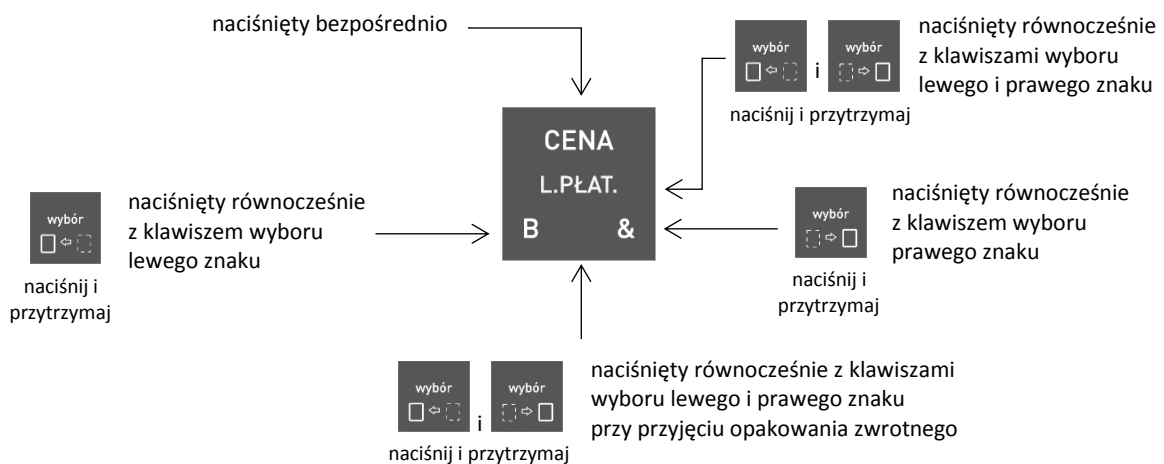 naciśnięty bezpośrednio
wybór
i
wybór
naciśnij i przytrzymaj
naciśnięty równocześnie
z klawiszami wyboru
lewego i prawego znaku
CENA
L.PŁAT.
B &
wybór
naciśnij i
przytrzymaj
naciśnięty równocześnie
z klawiszem wyboru
lewego znaku
wybór
naciśnij i
przytrzymaj
naciśnięty równocześnie
z klawiszem wyboru
prawego znaku
wybór
i
wybór
naciśnij i przytrzymaj
naciśnięty równocześnie z klawiszami
wyboru lewego i prawego znaku
przy przyjęciu opakowania zwrotnego